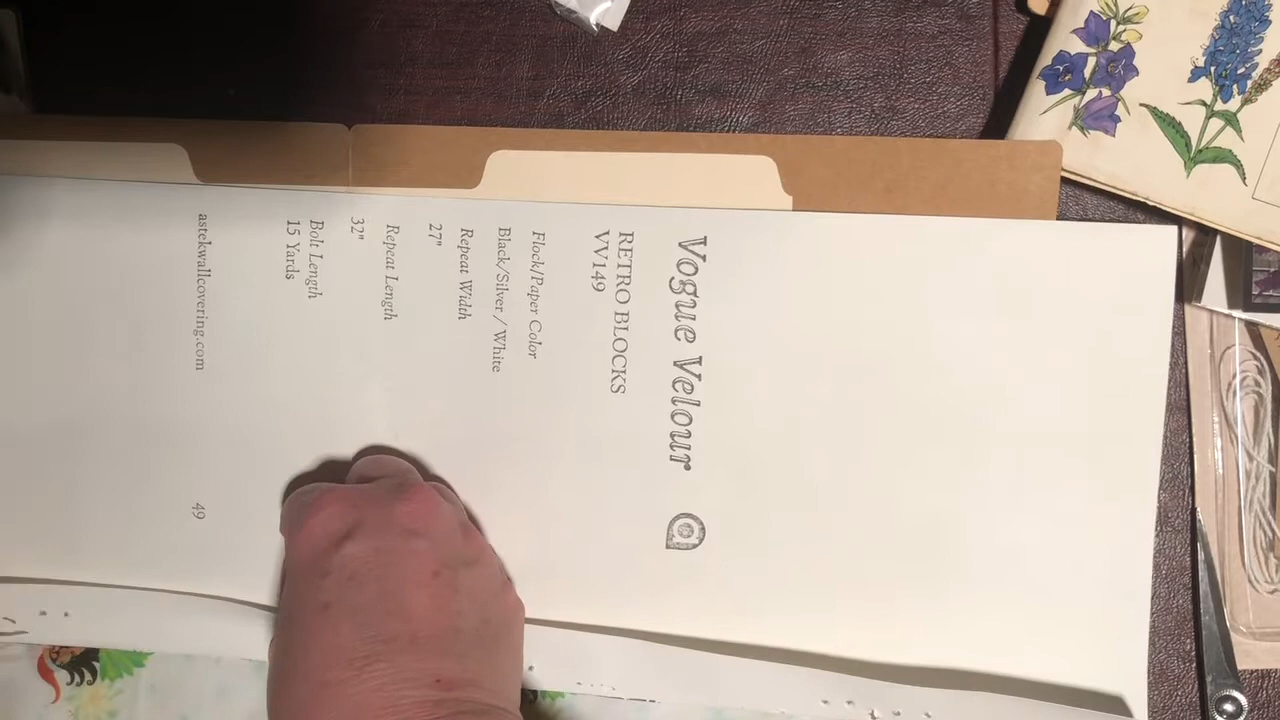 Vogue Velour
RETRO BLOCKS
VV149
Flock/Paper Color
Black/Silver / White
Repeat Width
27"
Repeat Length
32"
Bolt Length
15 Yards
astekwallcovering.com
49